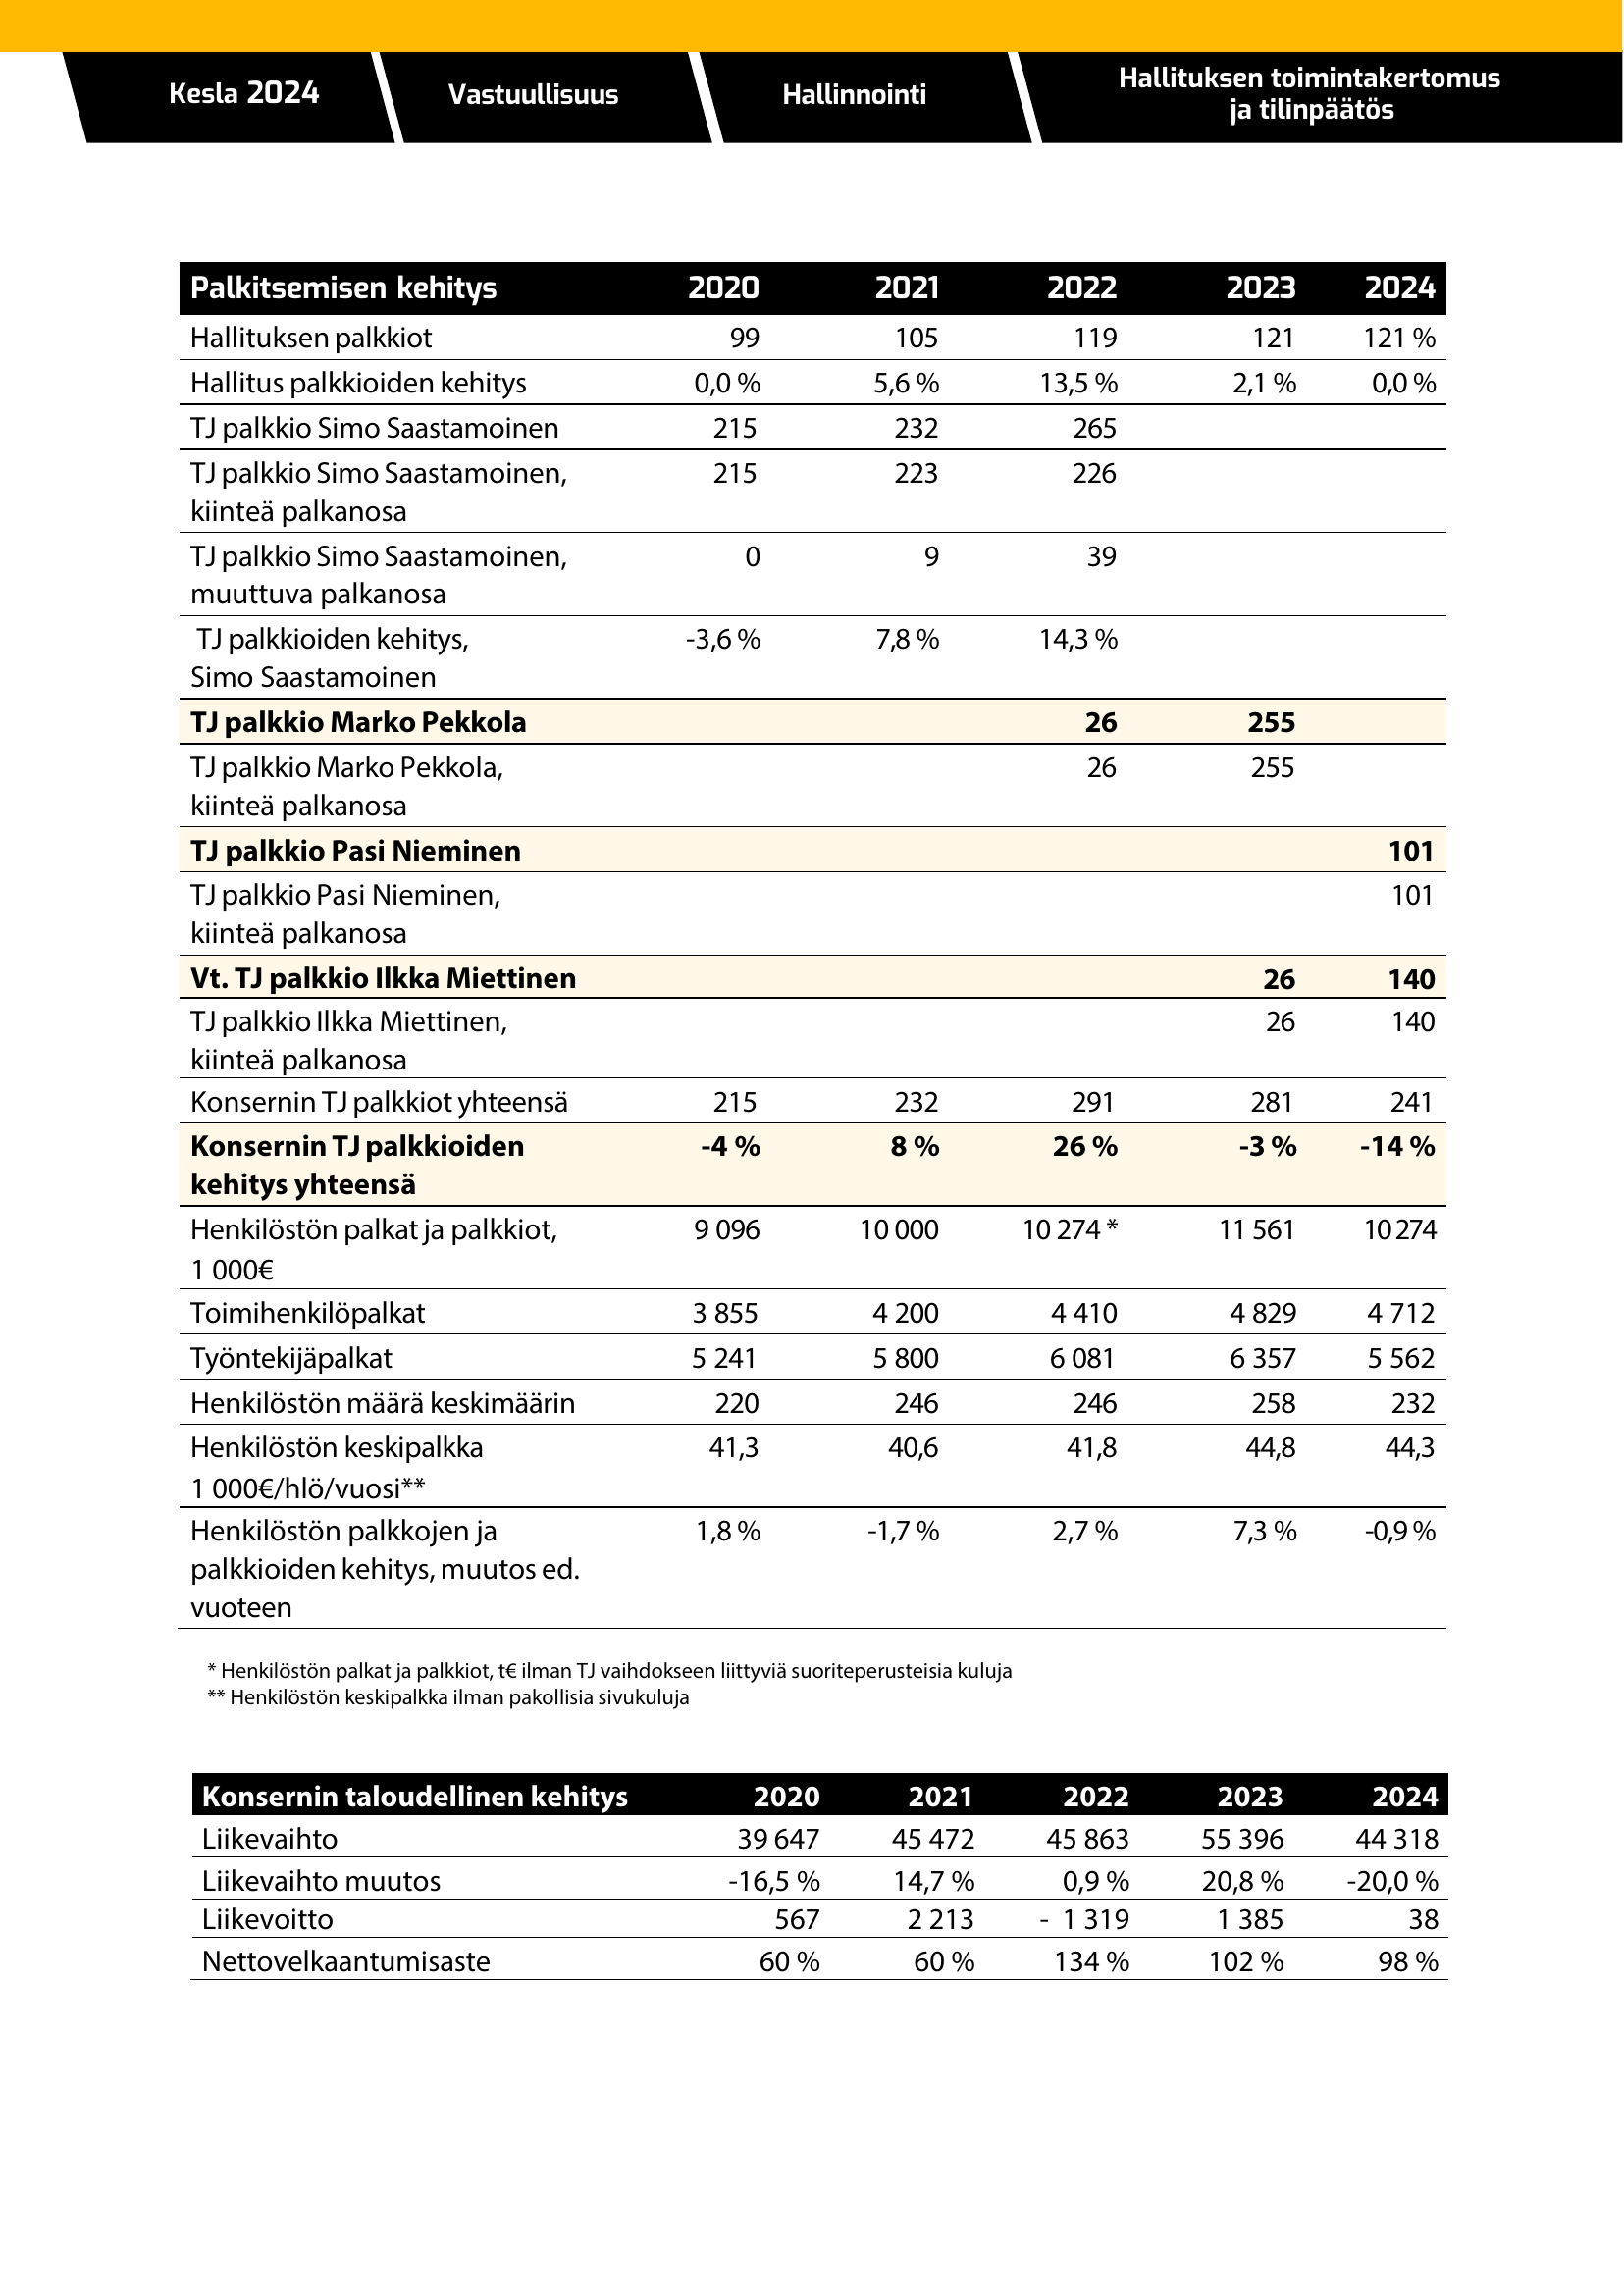 Kesla 2024
Vastuullisuus
Hallinnointi
Hallituksen toimintakertomus
ja tilinpäätös
Palkitsemisen kehitys 2020 2021 2022 2023 2024
Hallituksen palkkiot 99 105 119 121 121 %
Hallitus palkkioiden kehitys 0,0 % 5,6 % 13,5 % 2,1 % 0,0 %
TJ palkkio Simo Saastamoinen 215 232 265
TJ palkkio Simo Saastamoinen, 215 223 226
kiinteä palkanosa
TJ palkkio Simo Saastamoinen, 0 9 39
muuttuva palkanosa
TJ palkkioiden kehitys, -3,6 % 7,8 % 14,3 %
Simo Saastamoinen
TJ palkkio Marko Pekkola 26 255
TJ palkkio Marko Pekkola, 26 255
kiinteä palkanosa
TJ palkkio Pasi Nieminen 101
TJ palkkio Pasi Nieminen, 101
kiinteä palkanosa
Vt. TJ palkkio Ilkka Miettinen 26 140
TJ palkkio Ilkka Miettinen, 26 140
kiinteä palkanosa
Konsernin TJ palkkiot yhteensä 215 232 291 281 241
Konsernin TJ palkkioiden -4 % 8 % 26 % -3 % -14 %
kehitys yhteensä
Henkilöstön palkat ja palkkiot, 9 096 10 000 10 274 * 11 561 10 274
1 000€
Toimihenkilöpalkat 3 855 4 200 4 410 4 829 4 712
Työntekijäpalkat 5 241 5 800 6 081 6 357 5 562
Henkilöstön määrä keskimäärin 220 246 246 258 232
Henkilöstön keskipalkka 41,3 40,6 41,8 44,8 44,3
1 000€/hlö/vuosi**
Henkilöstön palkkojen ja 1,8 % -1,7 % 2,7 % 7,3 % -0,9 %
palkkioiden kehitys, muutos ed.
vuoteen
* Henkilöstön palkat ja palkkiot, t€ ilman TJ vaihdokseen liittyviä suoriteperusteisia kuluja
** Henkilöstön keskipalkka ilman pakollisia sivukuluja
Konsernin taloudellinen kehitys 2020 2021 2022 2023 2024
Liikevaihto 39 647 45 472 45 863 55 396 44 318
Liikevaihto muutos -16,5 % 14,7 % 0,9 % 20,8 % -20,0 %
Liikevoitto 567 2 213 - 1 319 1 385 38
Nettovelkaantumisaste 60 % 60 % 134 % 102 % 98 %